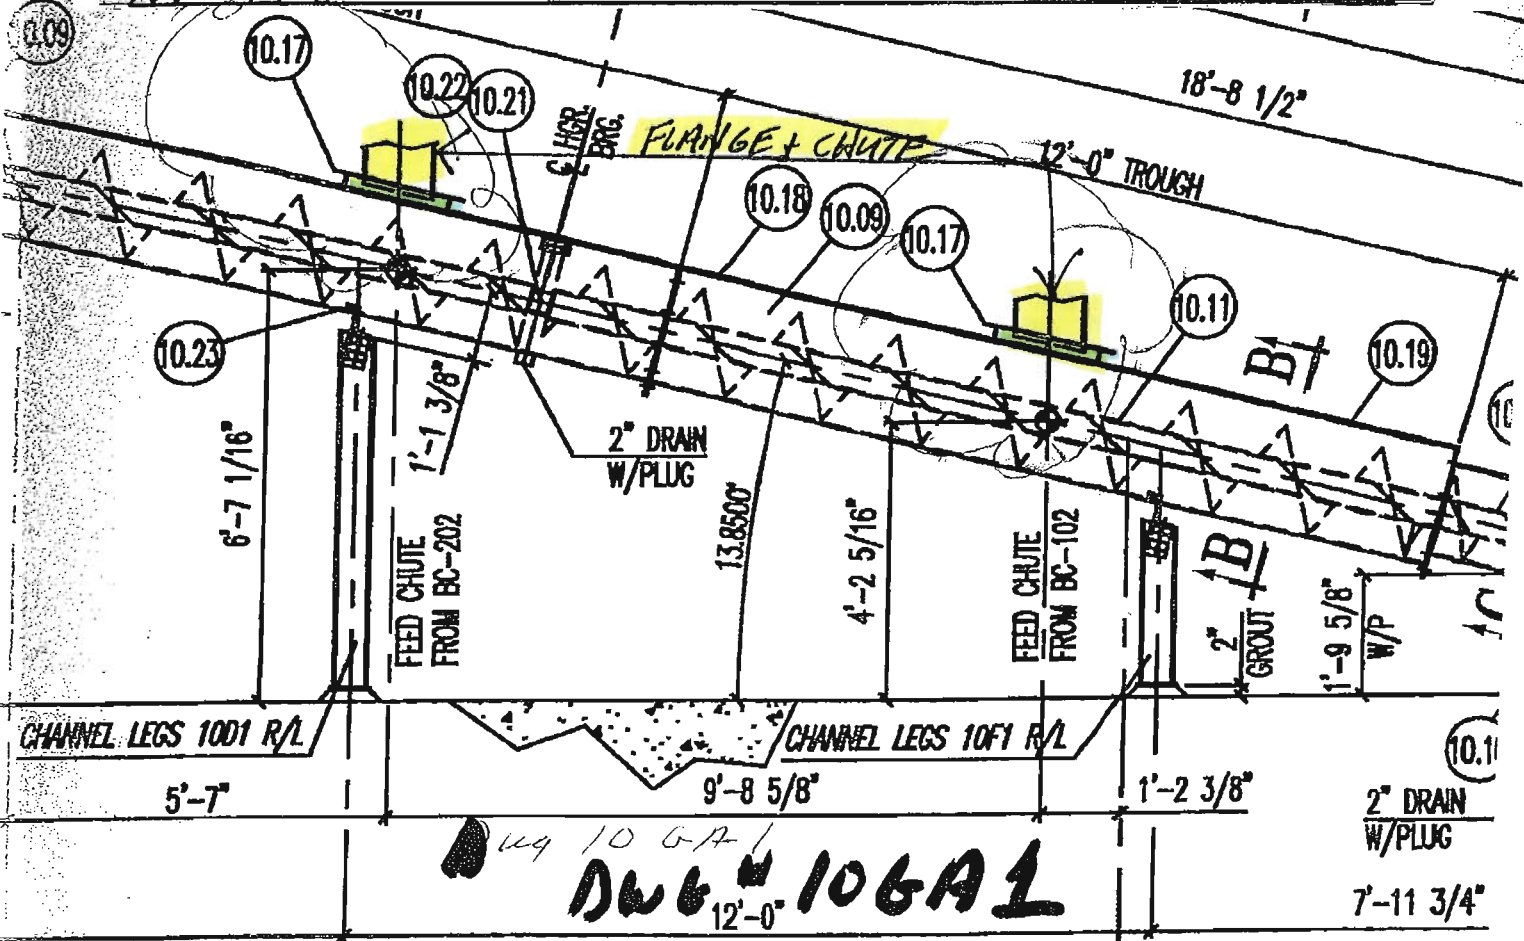 10.17
10.22
10.21
18'-8 1/2"
HGR.
BRG.
FLANGE & CHUTE
12'-0" TROUGH
10.18
10.09
10.17
10.11
B
10.19
10.23
1'-1 3/8"
2" DRAIN
W/PLUG
6'-7 1/16"
13.8500°
4'-2 5/16"
FEED CHUTE
FROM BC-202
FEED CHUTE
FROM BC-102
B
2"
GROUT
1'-9 5/8"
W/P
C
CHANNEL LEGS 10D1 R/L
CHANNEL LEGS 10F1 R/L
5'-7"
9'-8 5/8"
1'-2 3/8"
2" DRAIN
W/PLUG
10 GA 1
DWG # 10GA1
12'-0"
7'-11 3/4"